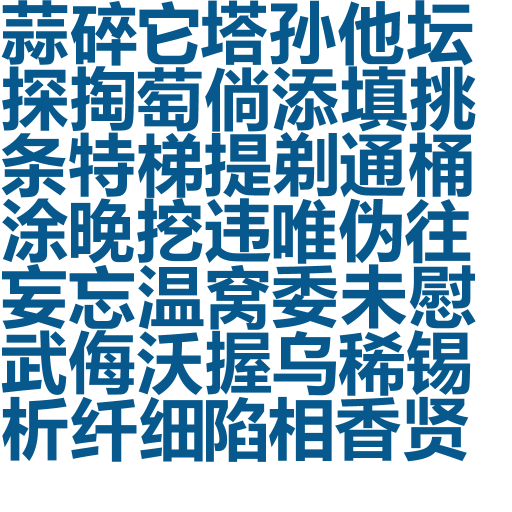 蒜碎它塔孙他坛
探掏萄倘添填挑
条特梯提剃通桶
涂晚挖违唯伪往
妄忘温窝委未慰
武侮沃握乌稀锡
析纤细陷相香贤